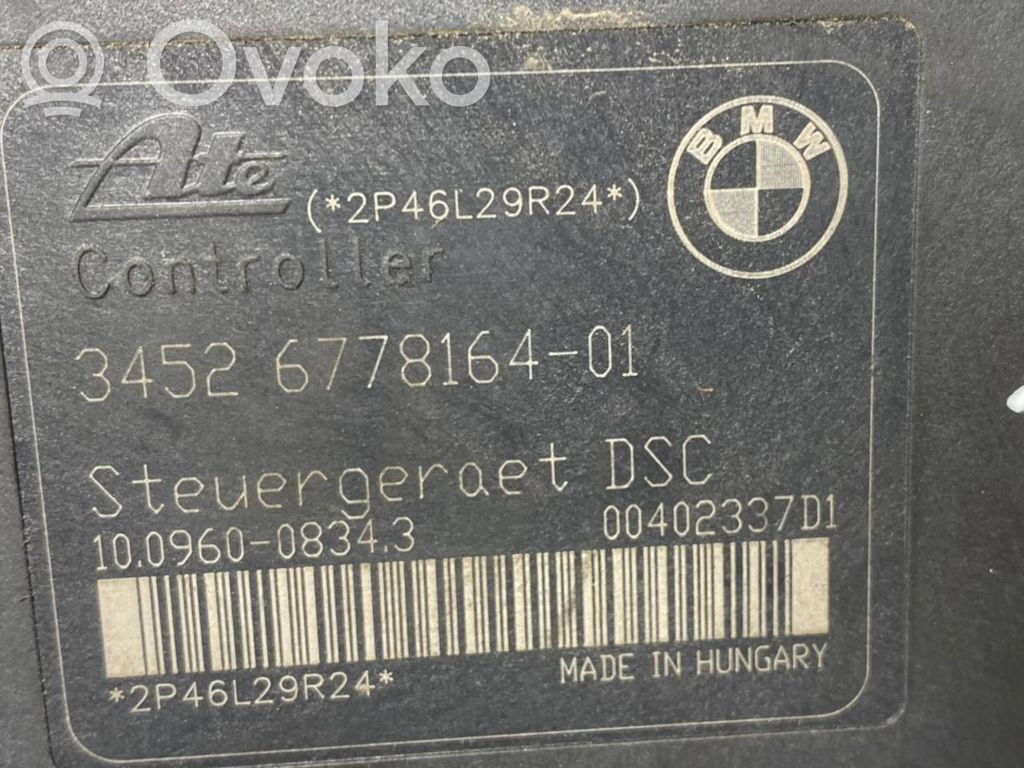 Ovoko
Ate
(*2P46L29R24*)
BMW
Controller
3452 6778164-01
Steuergeraet DSC
10.0960-0834.3 00402337D1
*2P46L29R24* MADE IN HUNGARY